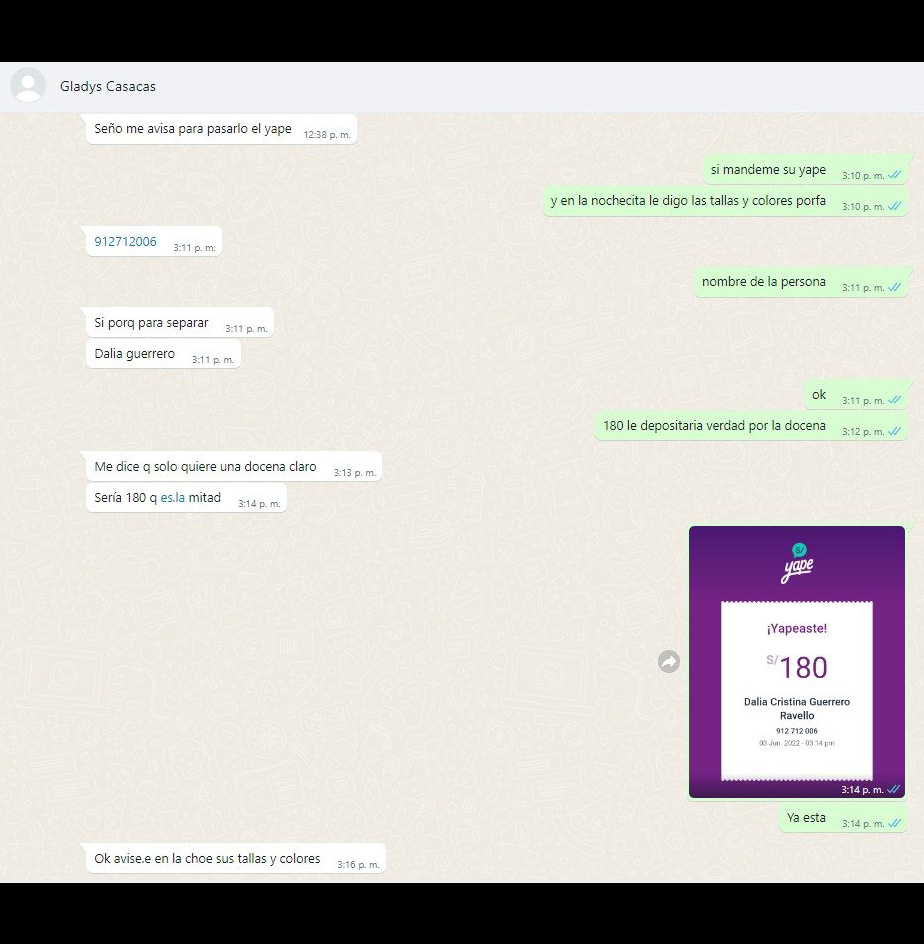 Gladys Casacas
Seño me avisa para pasarlo el yape 12:38 p. m.
si mandeme su yape 3:10 p. m.
y en la nochecita le digo las tallas y colores porfa 3:10 p. m.
912712006 3:11 p. m.
nombre de la persona 3:11 p. m.
Si porq para separar 3:11 p. m.
Dalia guerrero 3:11 p. m.
ok 3:11 p. m.
180 le depositaria verdad por la docena 3:12 p. m.
Me dice q solo quiere una docena claro 3:13 p. m.
Sería 180 q es.la mitad 3:14 p. m.
S/
yape
¡Yapeaste!
S/180
Dalia Cristina Guerrero
Ravello
912 712 006
03 Jun. 2022 - 03:14 pm
3:14 p. m.
Ya esta 3:14 p. m.
Ok avise.e en la choe sus tallas y colores 3:16 p. m.